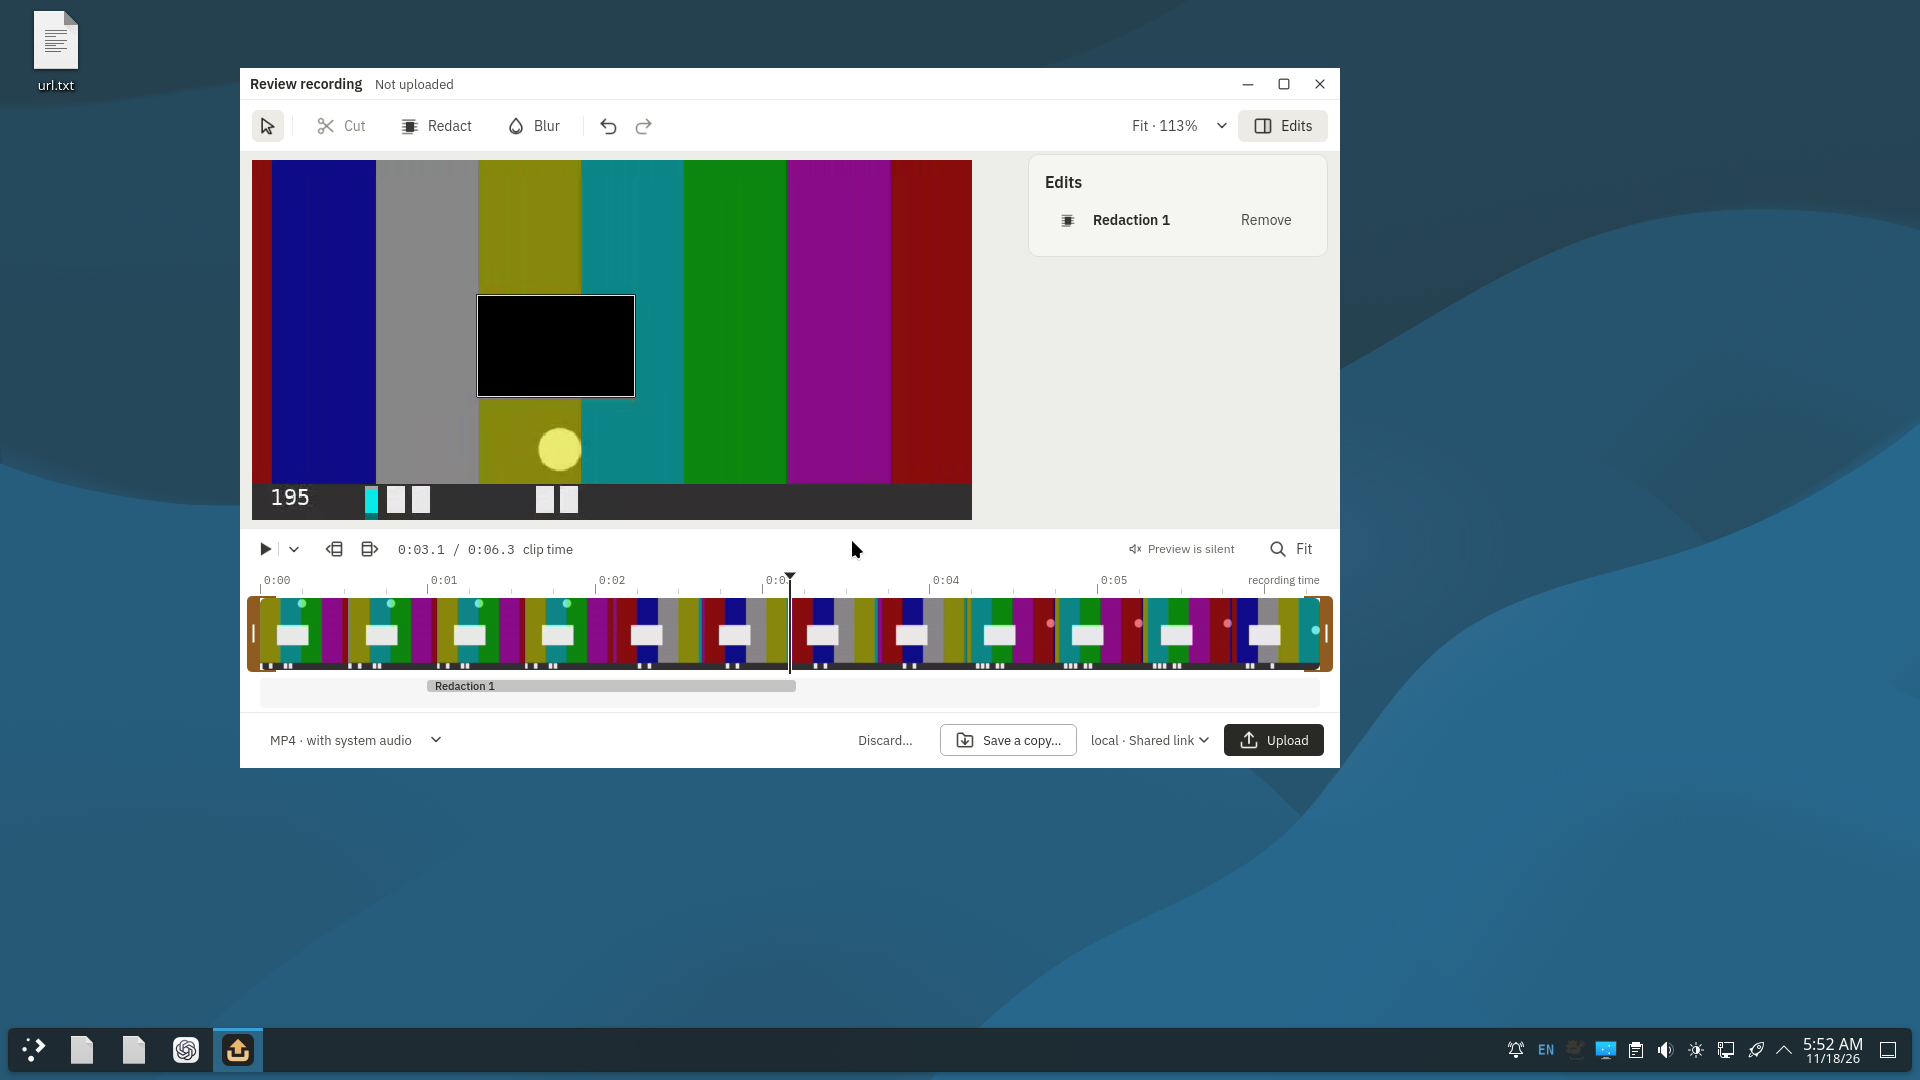 url.txt
Review recording Not uploaded
Cut Redact Blur Fit · 113% Edits
Edits
Redaction 1 Remove
195
0:03.1 / 0:06.3 clip time Preview is silent Fit
0:00 0:01 0:02 0:04 0:05 recording time
Redaction 1
MP4 · with system audio Discard... Save a copy... local · Shared link Upload
EN 5:52 AM
11/18/26